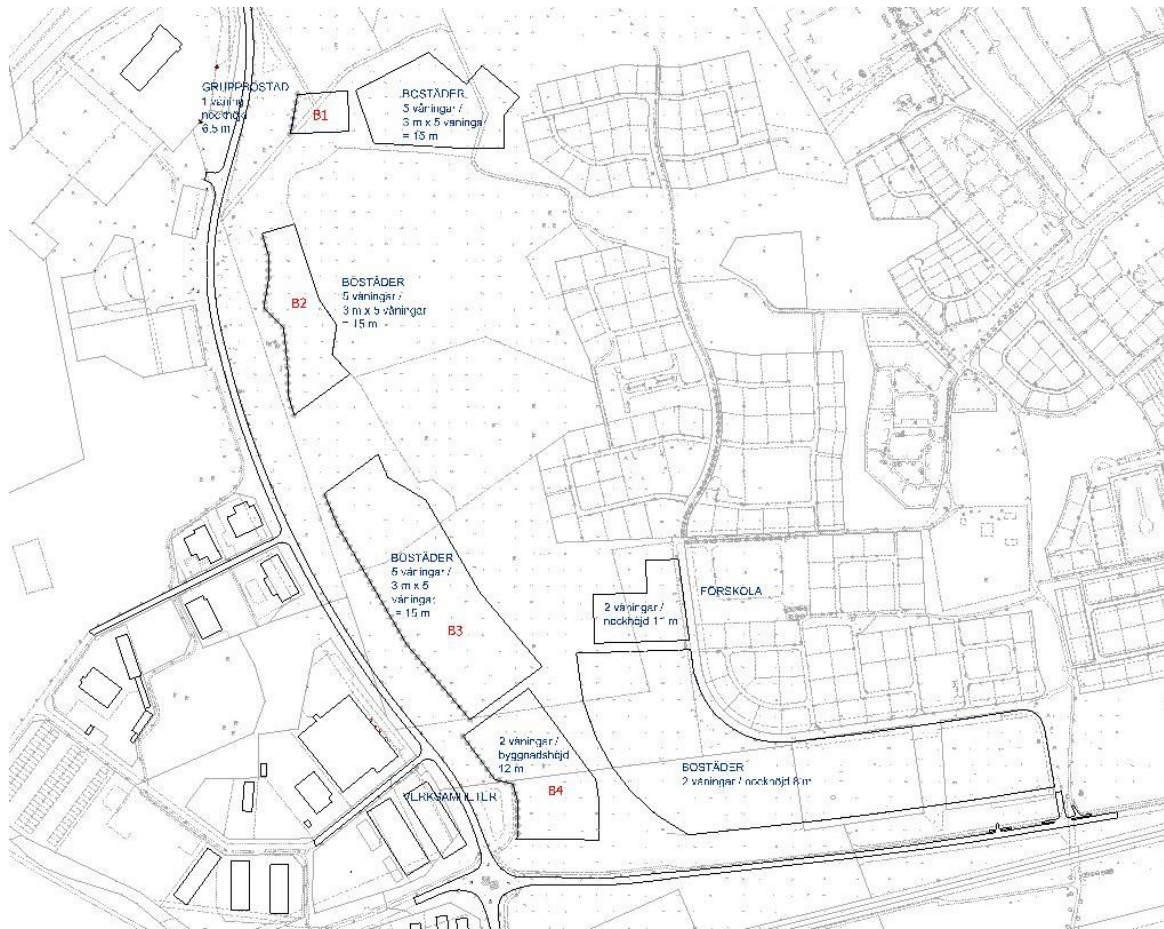 GRUPPBOSTAD
1 våning
nockhöjd
6.5 m
B1
BOSTÄDER
5 våningar /
3 m x 5 våningar
= 15 m
B2
BOSTÄDER
5 våningar /
3 m x 5 våningar
= 15 m
BOSTÄDER
5 våningar /
3 m x 5
våningar
= 15 m
B3
2 våningar /
nockhöjd 11 m
FÖRSKOLA
2 våningar /
byggnadshöjd
12 m
B4
VERKSAMHETER
BOSTÄDER
2 våningar / nockhöjd 8 m